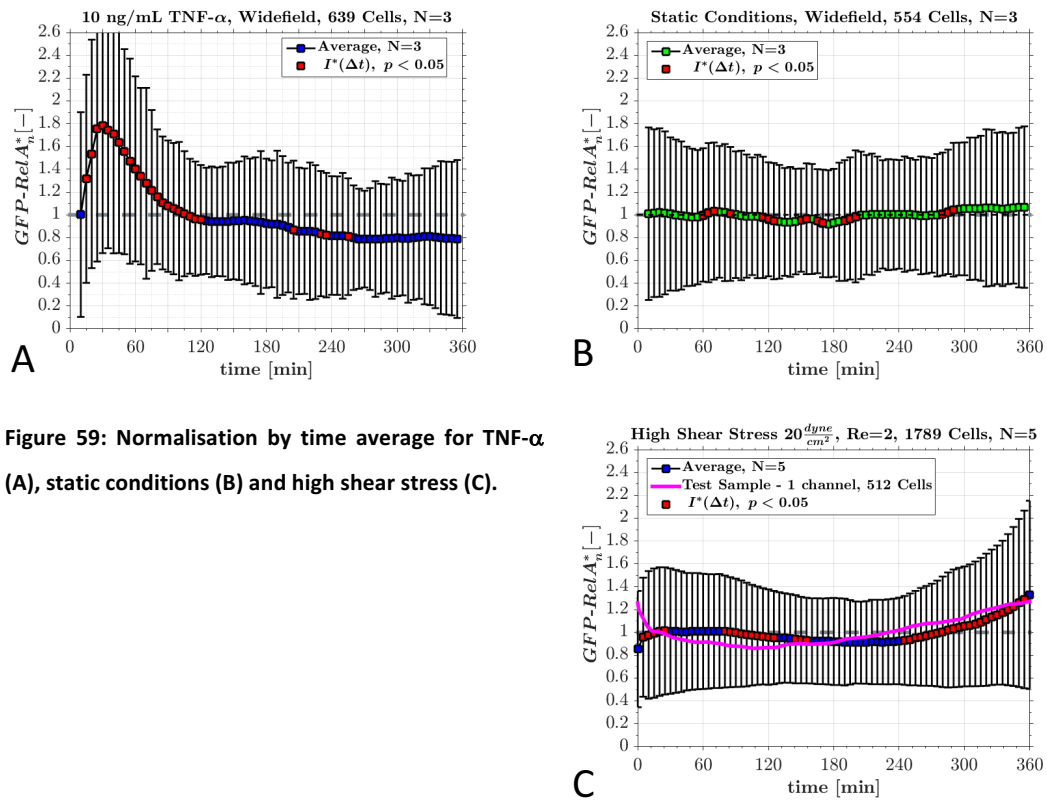 10 ng/mL TNF-α, Widefield, 639 Cells, N=3
2.6
2.4
2.2
2
1.8
1.6
1.4
1.2
1
0.8
0.6
0.4
0.2
0
GFP-RelA*n[−]
Average, N=3
I*(Δt), p < 0.05
0 60 120 180 240 300 360
time [min]
A
Static Conditions, Widefield, 554 Cells, N=3
2.6
2.4
2.2
2
1.8
1.6
1.4
1.2
1
0.8
0.6
0.4
0.2
0
GFP-RelA*n[−]
Average, N=3
I*(Δt), p < 0.05
0 60 120 180 240 300 360
time [min]
B
Figure 59: Normalisation by time average for TNF-α
(A), static conditions (B) and high shear stress (C).
High Shear Stress 20 dyne/cm², Re=2, 1789 Cells, N=5
2.6
2.4
2.2
2
1.8
1.6
1.4
1.2
1
0.8
0.6
0.4
0.2
0
GFP-RelA*n[−]
Average, N=5
Test Sample - 1 channel, 512 Cells
I*(Δt), p < 0.05
0 60 120 180 240 300 360
time [min]
C